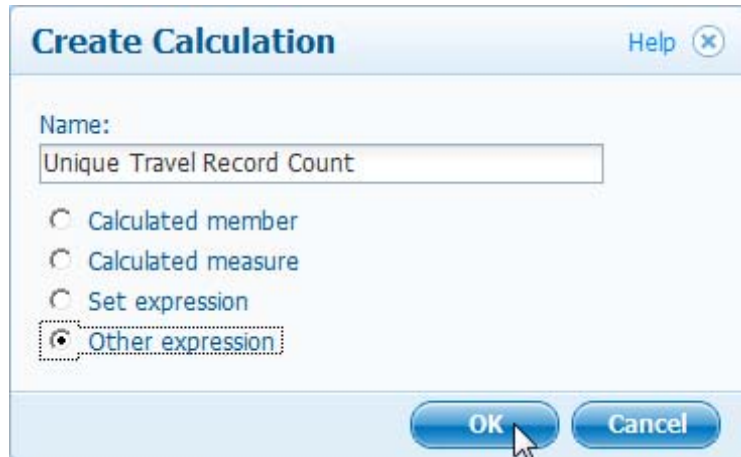 Create Calculation
Help
Name:
Unique Travel Record Count
Calculated member
Calculated measure
Set expression
Other expression
OK
Cancel